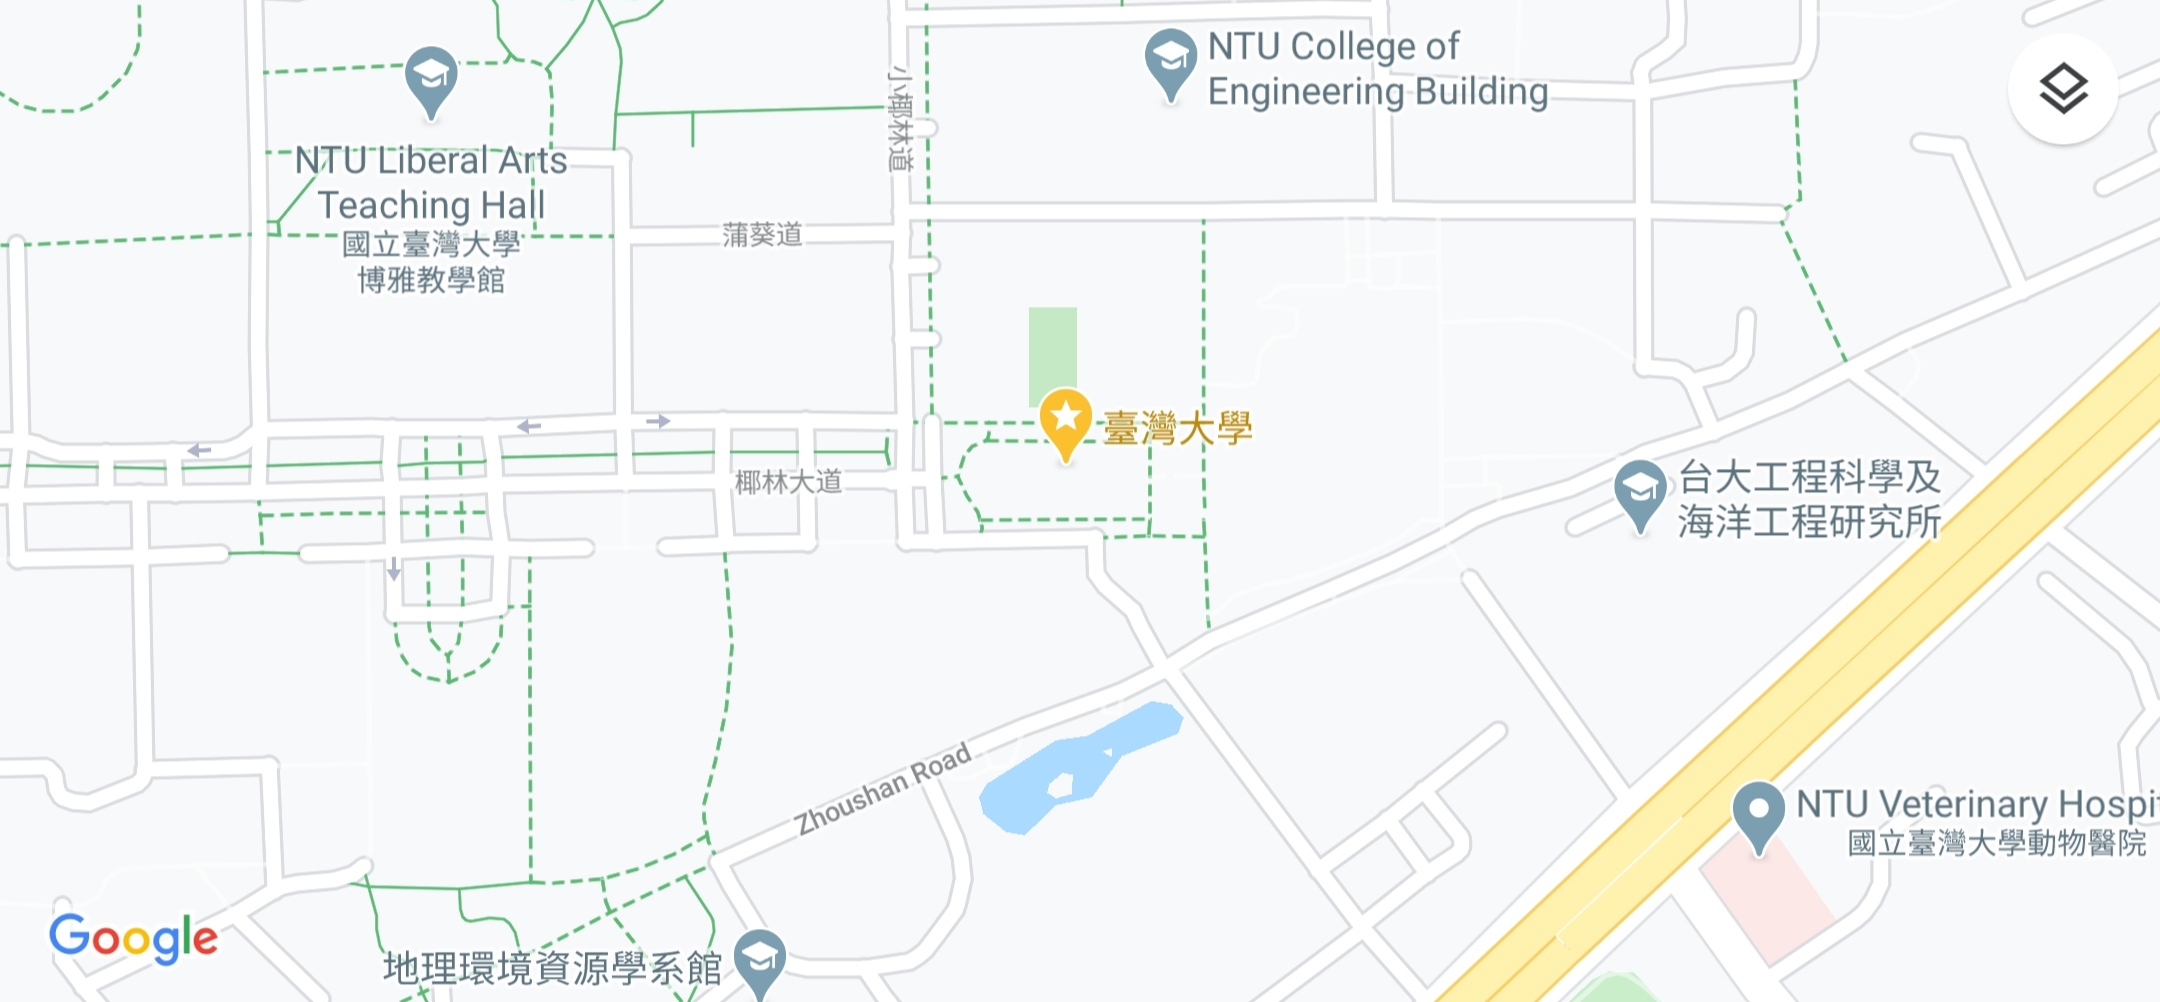 NTU College of
Engineering Building
小椰林道
NTU Liberal Arts
Teaching Hall
國立臺灣大學
博雅教學館
蒲葵道
臺灣大學
椰林大道
台大工程科學及
海洋工程研究所
Zhoushan Road
NTU Veterinary Hospi
國立臺灣大學動物醫院
Google
地理環境資源學系館